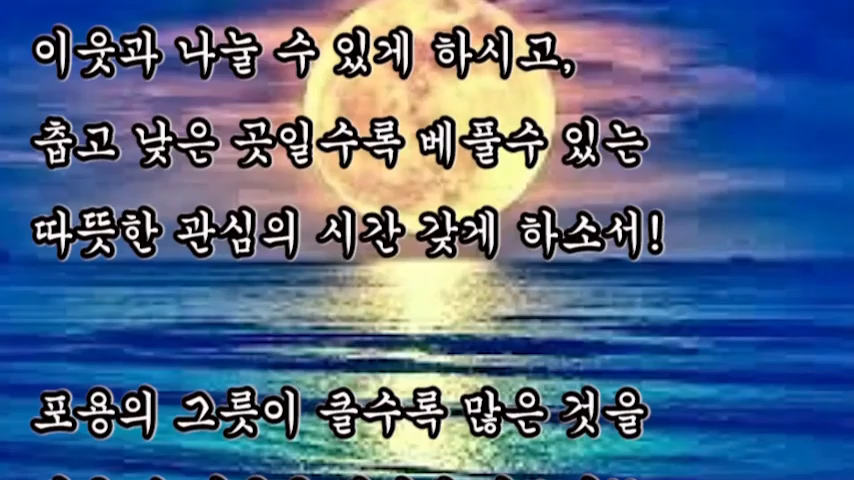 이웃과 나눌 수 있게 하시고,
춥고 낮은 곳일수록 베풀수 있는
따뜻한 관심의 시간 갖게 하소서!
포용의 그릇이 클수록 많은 것을